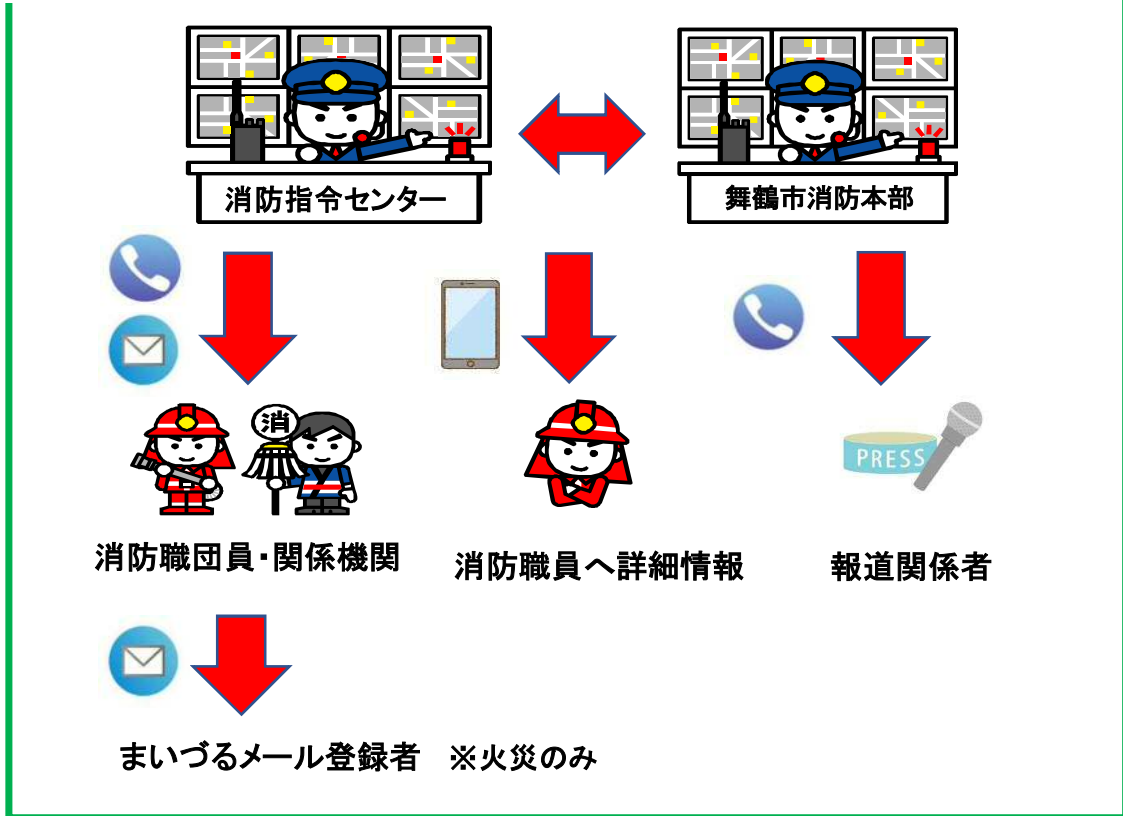 消防指令センター
舞鶴市消防本部
消
PRESS
消防職団員・関係機関
消防職員へ詳細情報
報道関係者
まいづるメール登録者　※火災のみ